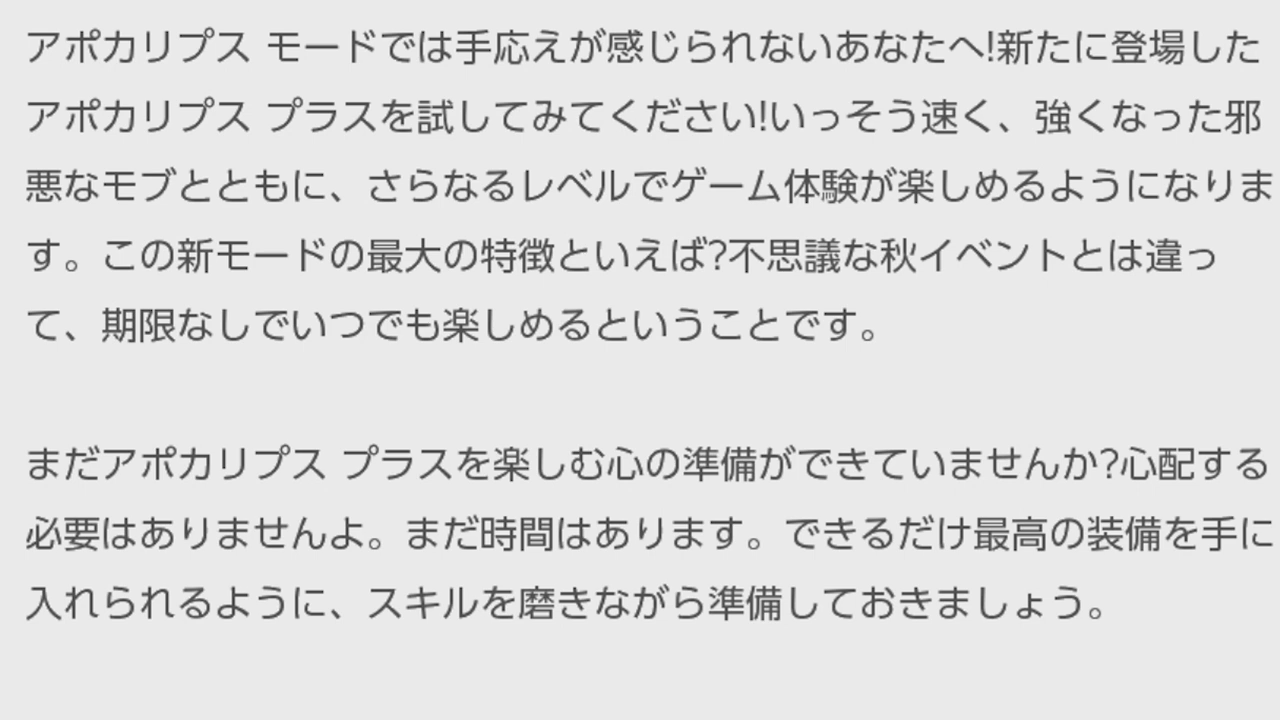 アポカリプス モードでは手応えが感じられないあなたへ!新たに登場した
アポカリプス プラスを試してみてください!いっそう速く、強くなった邪
悪なモブとともに、さらなるレベルでゲーム体験が楽しめるようになりま
す。この新モードの最大の特徴といえば?不思議な秋イベントとは違っ
て、期限なしでいつでも楽しめるということです。
まだアポカリプス プラスを楽しむ心の準備ができていませんか?心配する
必要はありませんよ。まだ時間はあります。できるだけ最高の装備を手に
入れられるように、スキルを磨きながら準備しておきましょう。